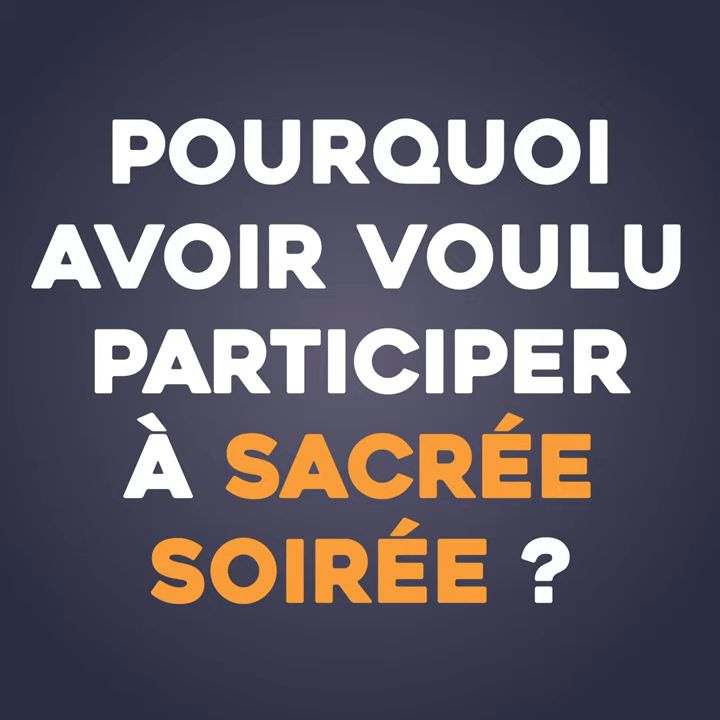 POURQUOI
AVOIR VOULU
PARTICIPER
À SACRÉE
SOIRÉE ?